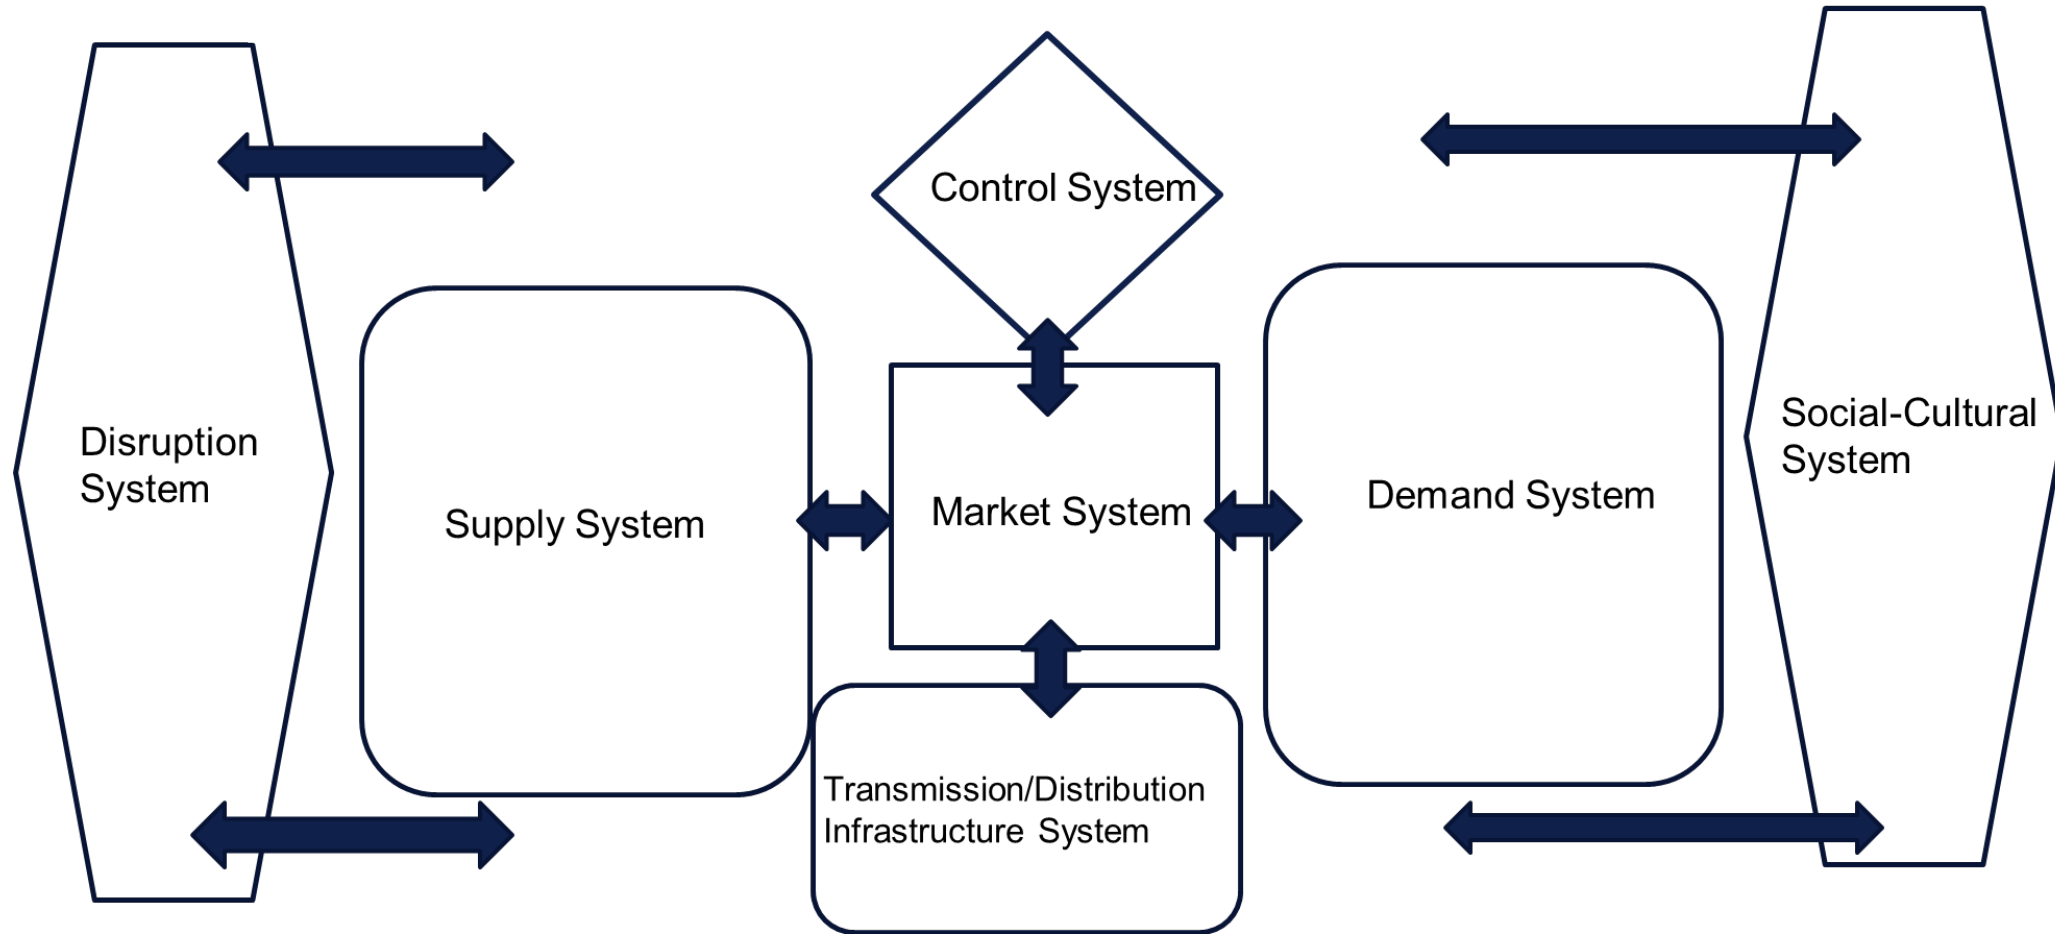 Control System
Disruption
System
Supply System
Market System
Demand System
Social-Cultural
System
Transmission/Distribution
Infrastructure System